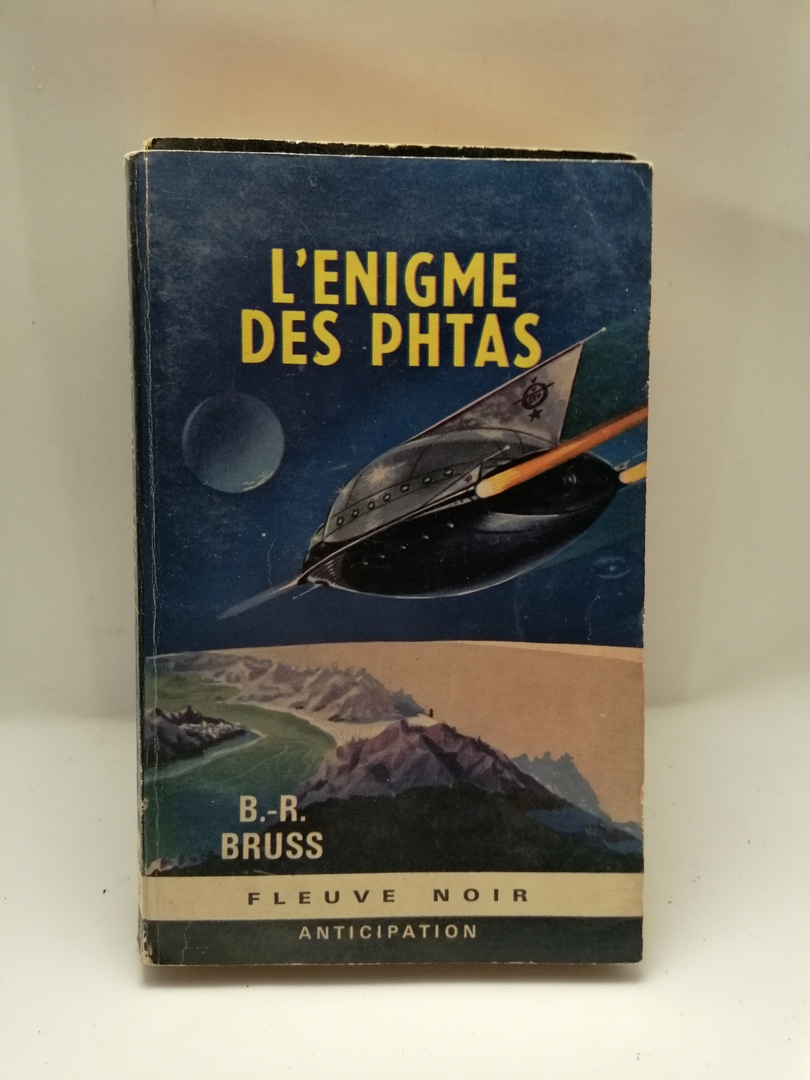 L'ENIGME
DES PHTAS
B.-R.
BRUSS
FLEUVE NOIR
ANTICIPATION